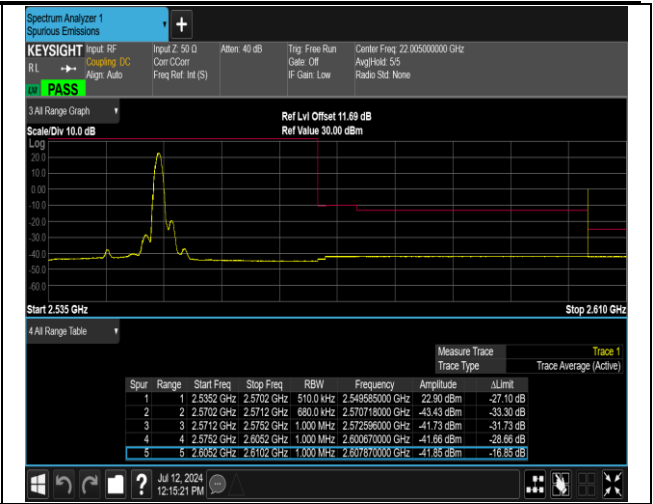 Spectrum Analyzer 1
Spurious Emissions
+
KEYSIGHT Input: RF Input Z: 50 Ω Atten: 40 dB Trig: Free Run Center Freq: 22.005000000 GHz
RL Coupling: DC Corr CCorr Gate: Off Avg|Hold: 5/5
Align: Auto Freq Ref: Int (S) IF Gain: Low Radio Std: None
PASS
3 All Range Graph
Ref Lvl Offset 11.69 dB
Scale/Div 10.0 dB Ref Value 30.00 dBm
Log
20.0
10.0
0.00
-10.0
-20.0
-30.0
-40.0
-50.0
-60.0
Start 2.535 GHz Stop 2.610 GHz
4 All Range Table
Measure Trace Trace 1
Trace Type Trace Average (Active)
Spur Range Start Freq Stop Freq RBW Frequency Amplitude ΔLimit
1 1 2.5352 GHz 2.5702 GHz 510.0 kHz 2.549585000 GHz 22.90 dBm -27.10 dB
2 2 2.5702 GHz 2.5712 GHz 680.0 kHz 2.570718000 GHz -43.43 dBm -33.30 dB
3 3 2.5712 GHz 2.5752 GHz 1.000 MHz 2.572596000 GHz -41.73 dBm -31.73 dB
4 4 2.5752 GHz 2.6052 GHz 1.000 MHz 2.600670000 GHz -41.66 dBm -28.66 dB
5 5 2.6052 GHz 2.6102 GHz 1.000 MHz 2.607870000 GHz -41.85 dBm -16.85 dB
? Jul 12, 2024
12:15:21 PM